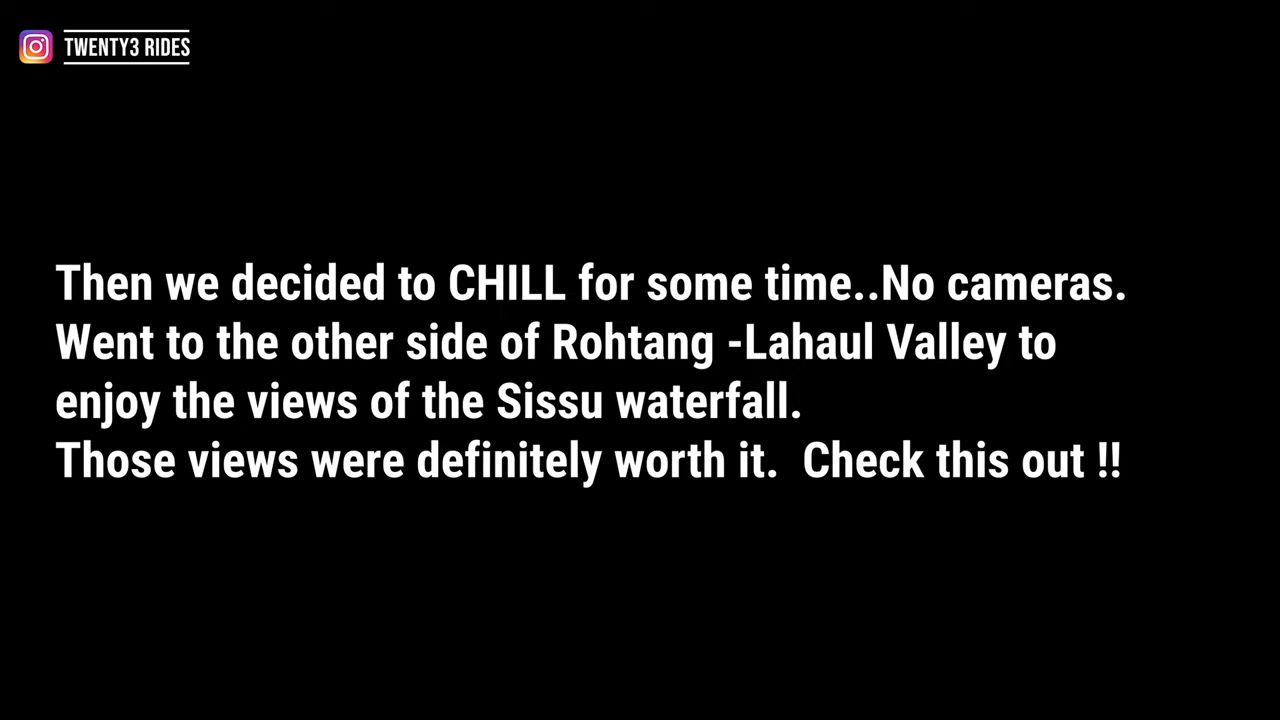 TWENTY3 RIDES
Then we decided to CHILL for some time..No cameras.
Went to the other side of Rohtang -Lahaul Valley to
enjoy the views of the Sissu waterfall.
Those views were definitely worth it.  Check this out !!